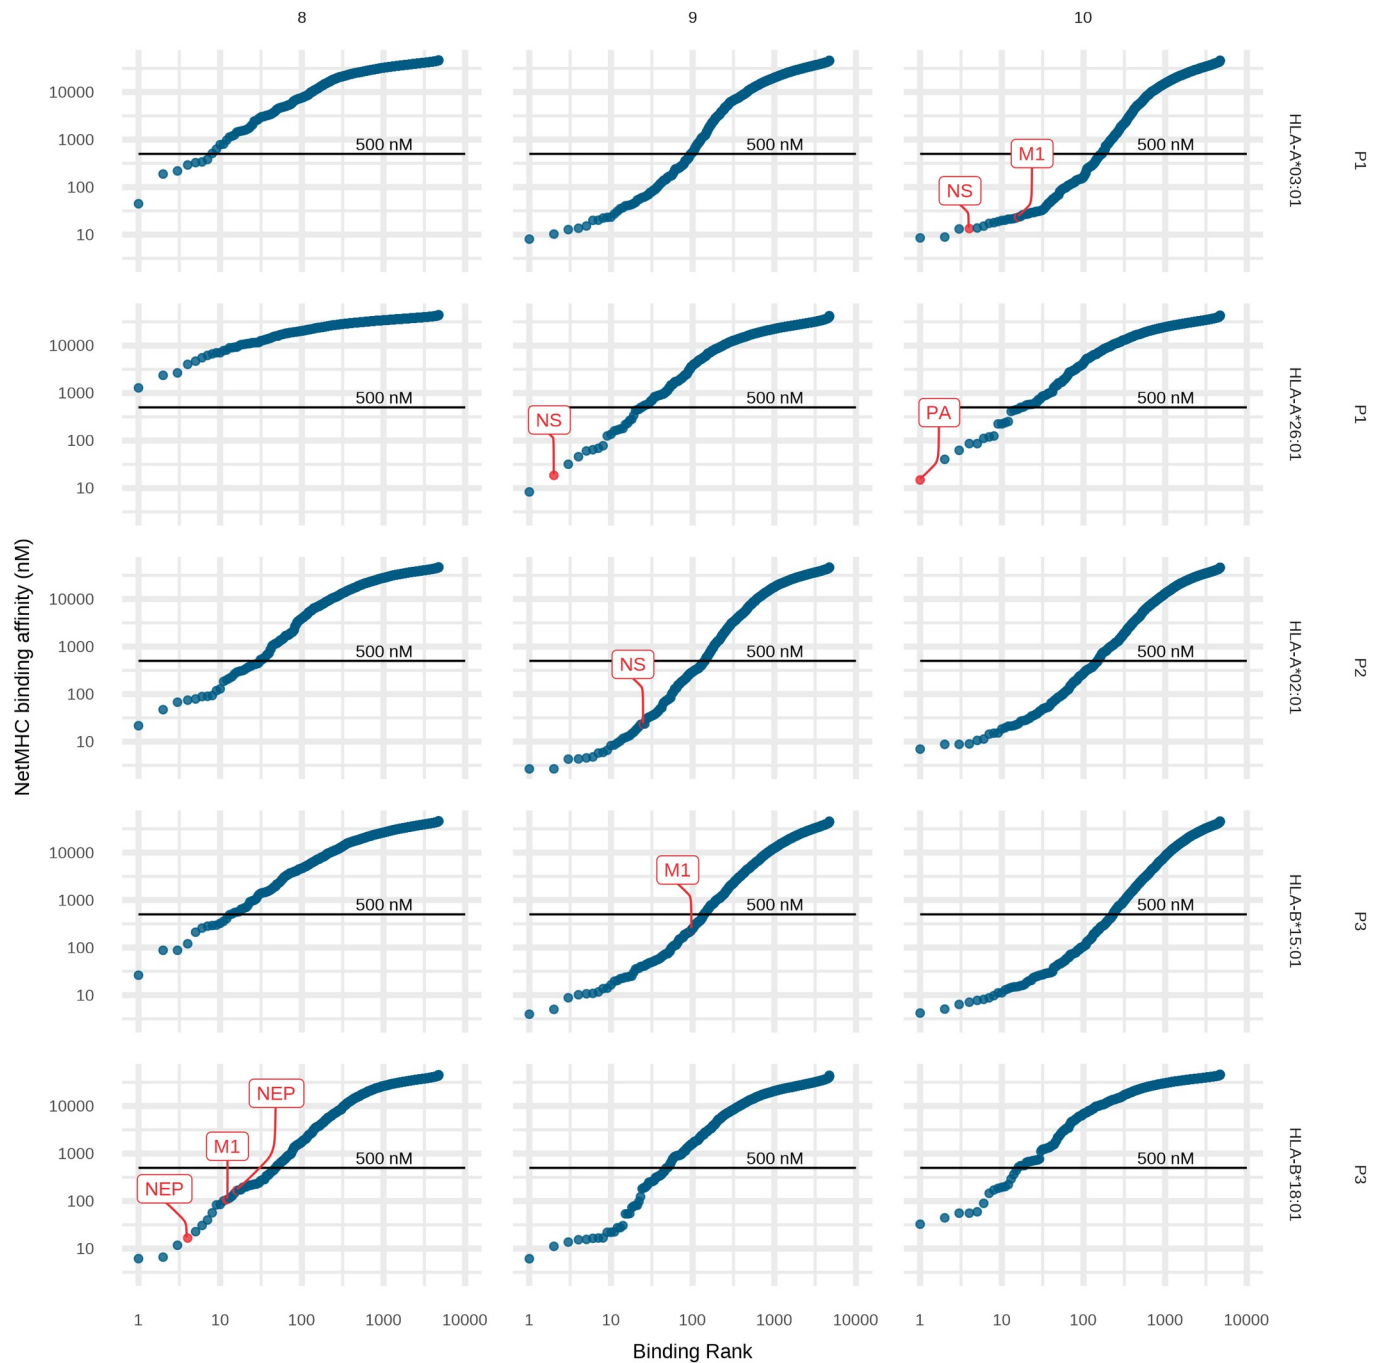 8 9 10
10000
1000
100
10
500 nM 500 nM 500 nM
M1
NS
HLA-A*03:01
P1
10000
1000
100
10
500 nM 500 nM 500 nM
NS PA
HLA-A*26:01
P1
NetMHC binding affinity (nM)
10000
1000
100
10
500 nM 500 nM 500 nM
NS
HLA-A*02:01
P2
10000
1000
100
10
M1
500 nM 500 nM 500 nM
HLA-B*15:01
P3
10000
1000
100
10
NEP
M1
NEP
500 nM 500 nM 500 nM
HLA-B*18:01
P3
1 10 100 1000 10000 1 10 100 1000 10000 1 10 100 1000 10000
Binding Rank